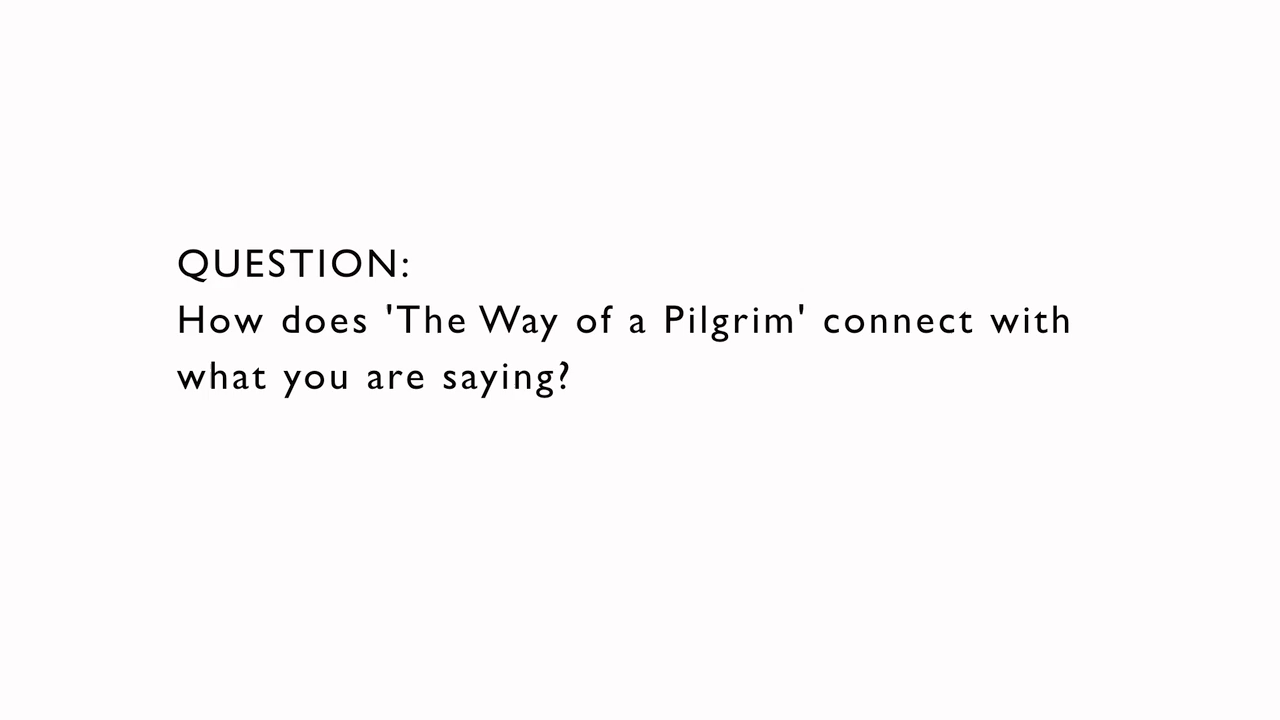 QUESTION:
How does 'The Way of a Pilgrim' connect with
what you are saying?